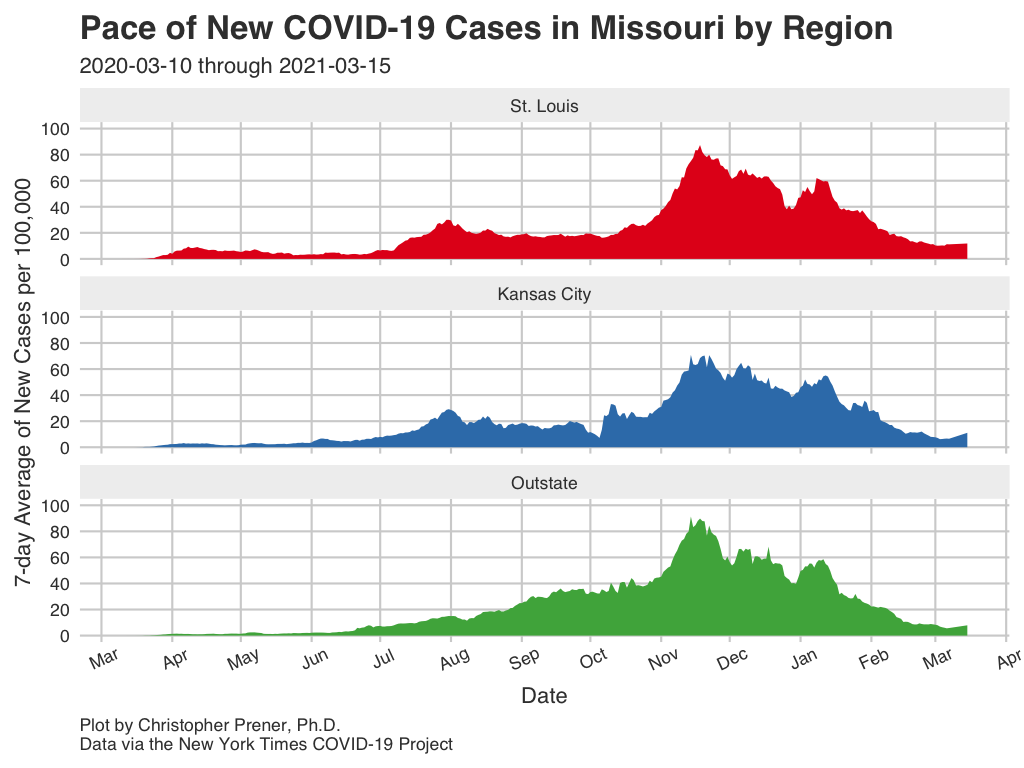 Pace of New COVID-19 Cases in Missouri by Region
2020-03-10 through 2021-03-15
St. Louis
100
80
60
40
20
0
Kansas City
100
80
60
40
20
0
Outstate
100
80
60
40
20
0
7-day Average of New Cases per 100,000
Mar Apr May Jun Jul Aug Sep Oct Nov Dec Jan Feb Mar Apr
Date
Plot by Christopher Prener, Ph.D.
Data via the New York Times COVID-19 Project